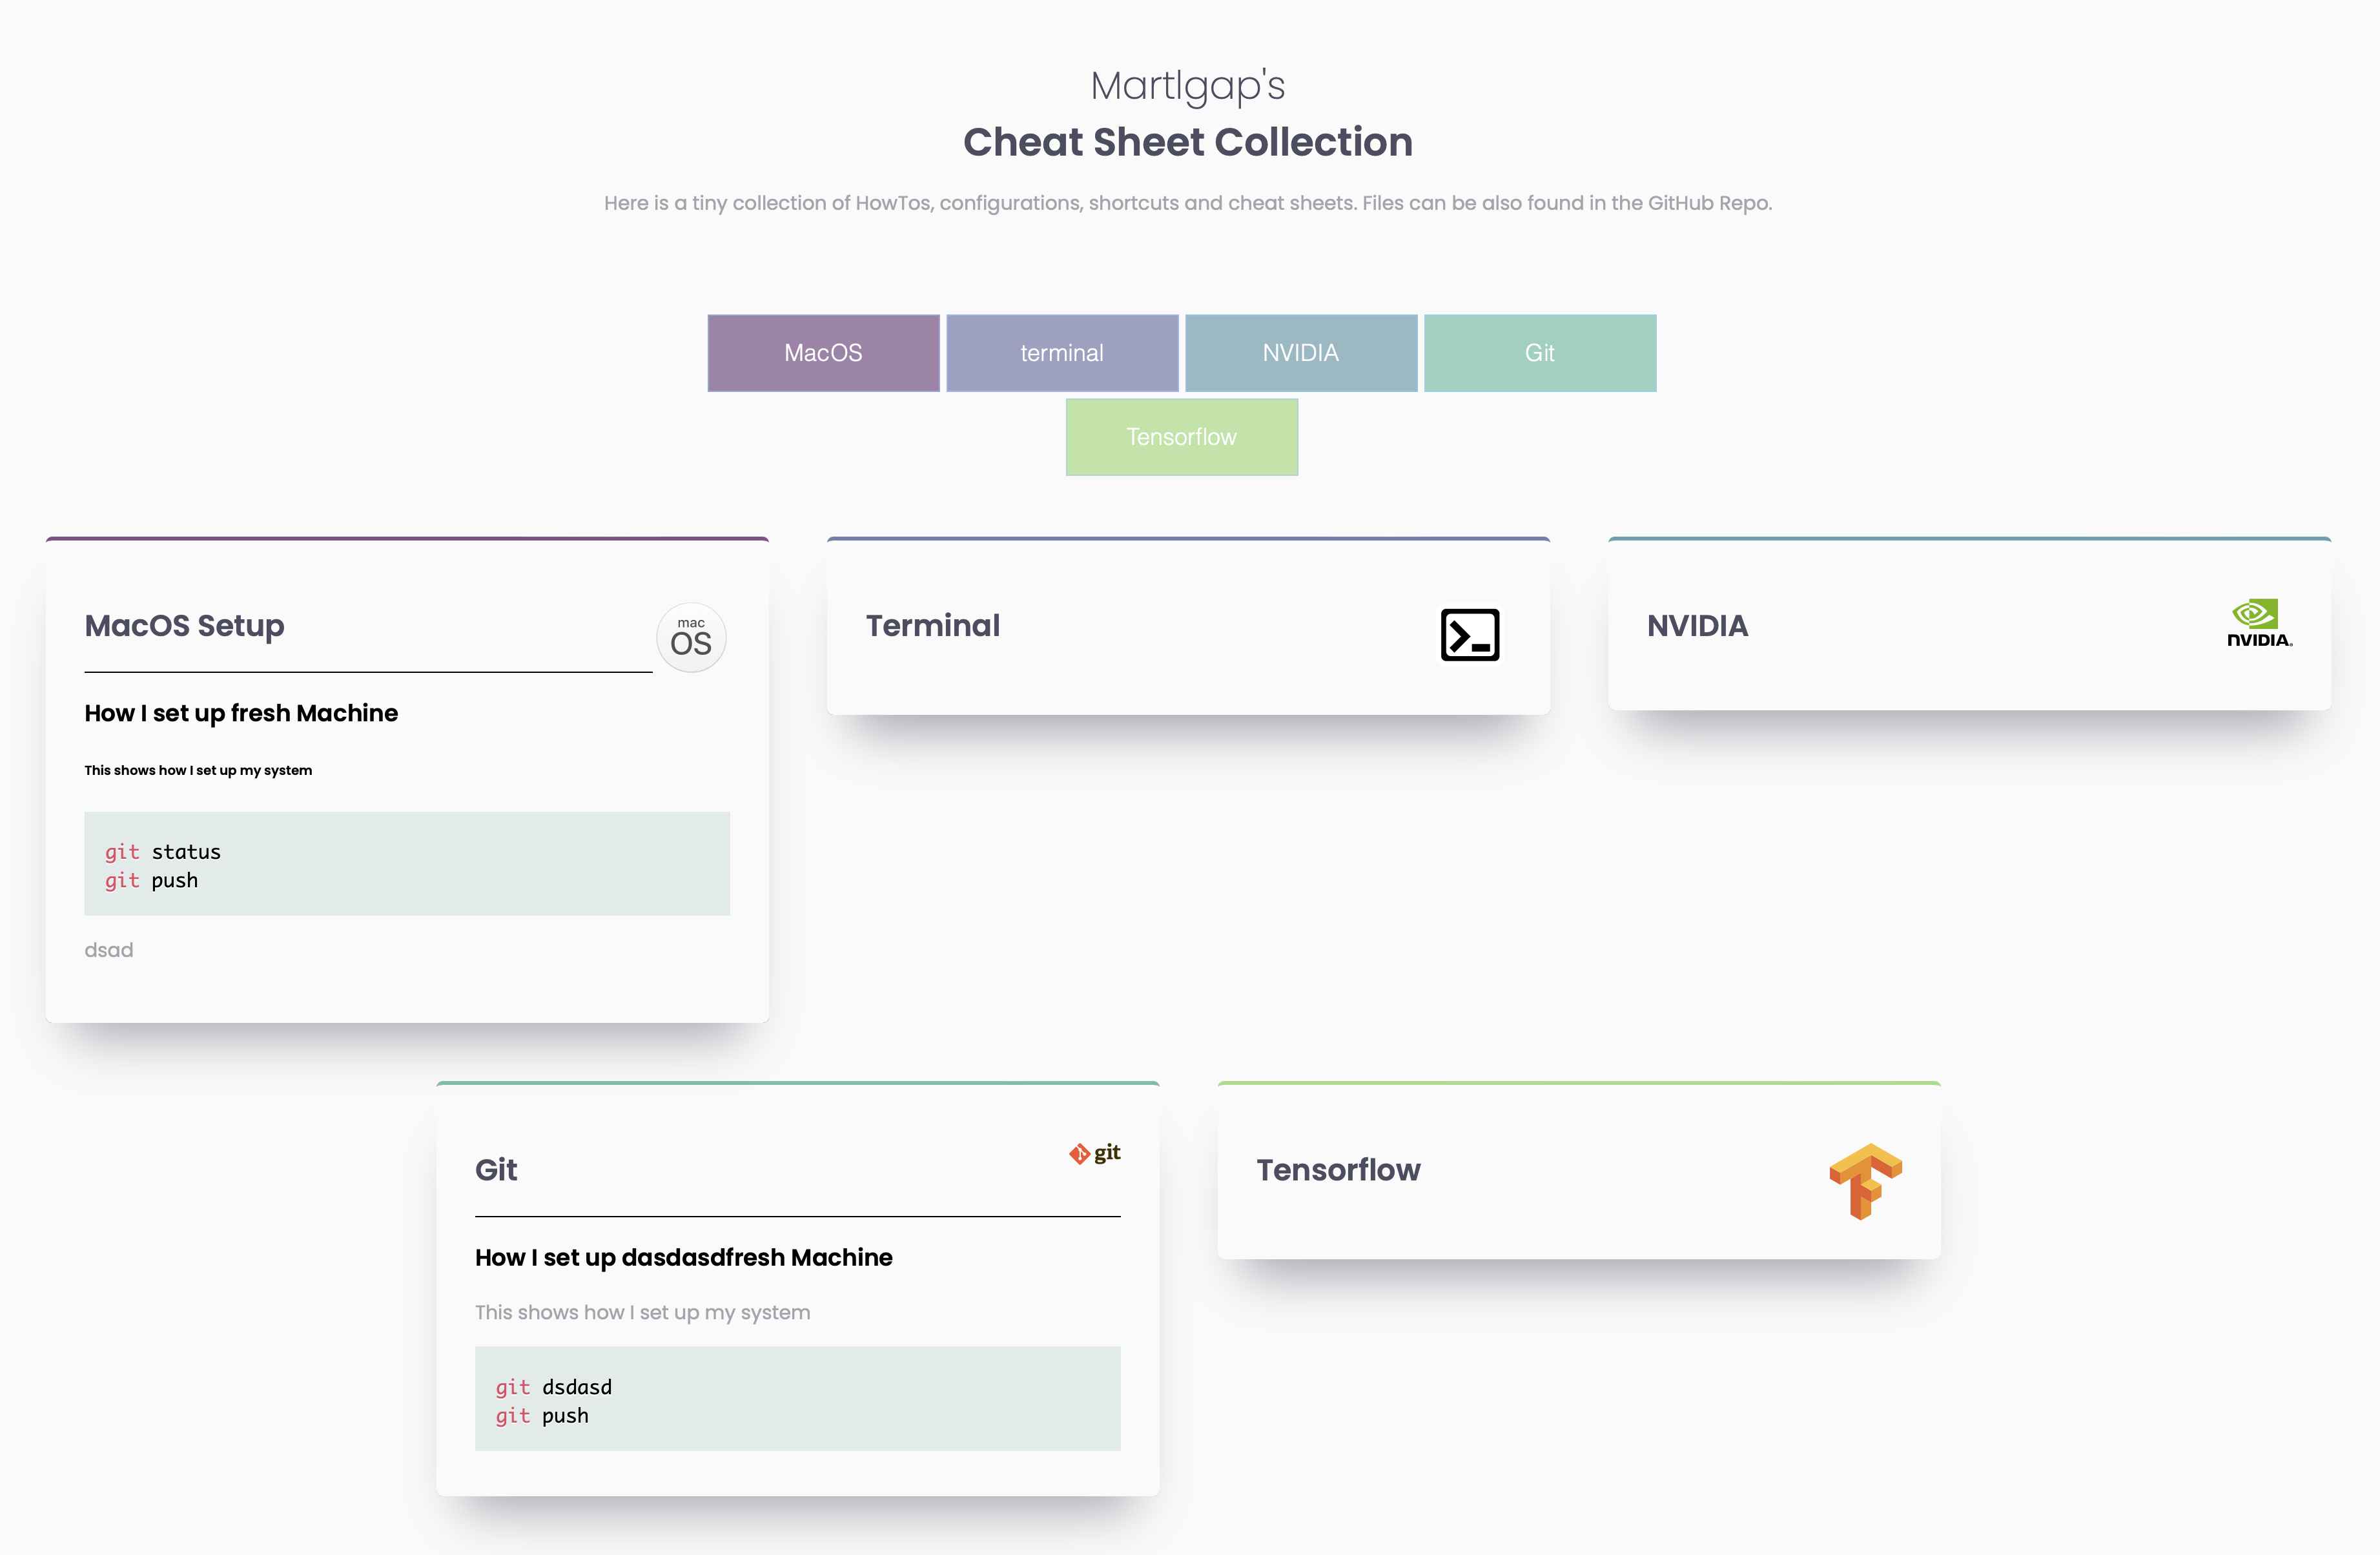 Martlgap's
Cheat Sheet Collection
Here is a tiny collection of HowTos, configurations, shortcuts and cheat sheets. Files can be also found in the GitHub Repo.
MacOS
terminal
NVIDIA
Git
Tensorflow
MacOS Setup
mac
OS
How I set up fresh Machine
This shows how I set up my system
git status
git push
dsad
Terminal
>_
NVIDIA
nVIDIA.
Git
git
How I set up dasdasdfresh Machine
This shows how I set up my system
git dsdasd
git push
Tensorflow